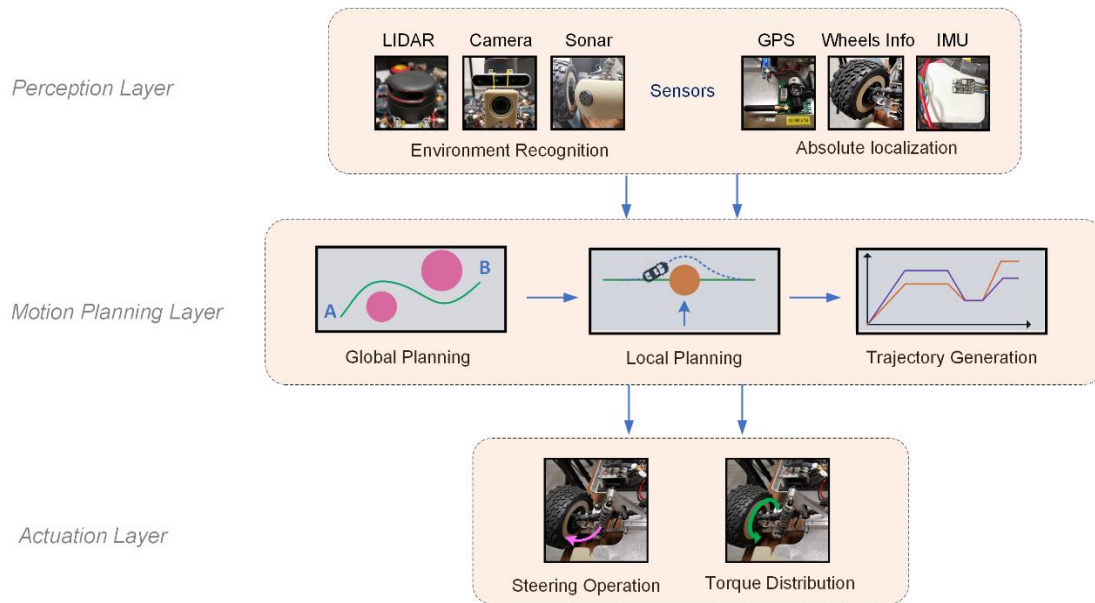 LIDAR Camera Sonar GPS Wheels Info IMU
Perception Layer
Sensors
Environment Recognition Absolute localization
A B
Motion Planning Layer
Global Planning Local Planning Trajectory Generation
Actuation Layer
Steering Operation Torque Distribution